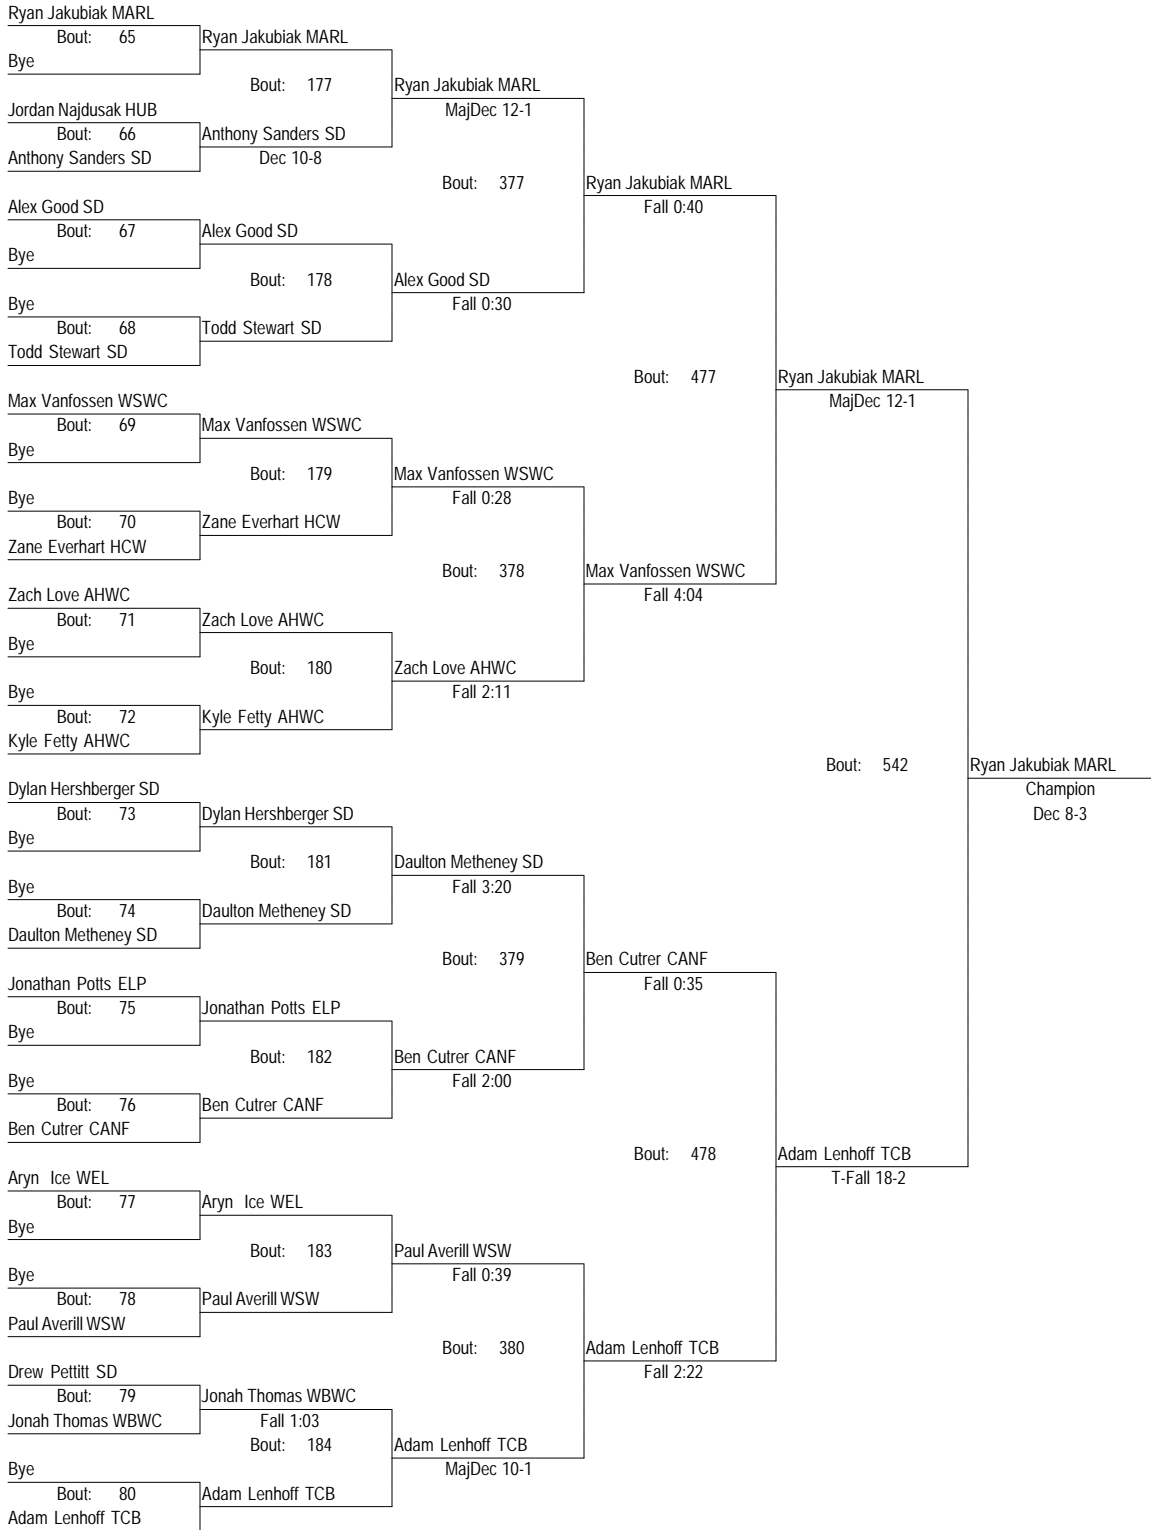 Ryan Jakubiak MARL
Bout: 65
Ryan Jakubiak MARL
Bye
Bout: 177
Ryan Jakubiak MARL
MajDec 12-1
Jordan Najdusak HUB
Bout: 66
Anthony Sanders SD
Anthony Sanders SD
Dec 10-8
Bout: 377
Ryan Jakubiak MARL
Fall 0:40
Alex Good SD
Bout: 67
Alex Good SD
Bye
Bout: 178
Alex Good SD
Fall 0:30
Bye
Bout: 68
Todd Stewart SD
Todd Stewart SD
Bout: 477
Ryan Jakubiak MARL
MajDec 12-1
Max Vanfossen WSWC
Bout: 69
Max Vanfossen WSWC
Bye
Bout: 179
Max Vanfossen WSWC
Fall 0:28
Bye
Bout: 70
Zane Everhart HCW
Zane Everhart HCW
Bout: 378
Max Vanfossen WSWC
Fall 4:04
Zach Love AHWC
Bout: 71
Zach Love AHWC
Bye
Bout: 180
Zach Love AHWC
Fall 2:11
Bye
Bout: 72
Kyle Fetty AHWC
Kyle Fetty AHWC
Bout: 542
Ryan Jakubiak MARL
Champion
Dec 8-3
Dylan Hershberger SD
Bout: 73
Dylan Hershberger SD
Bye
Bout: 181
Daulton Metheney SD
Fall 3:20
Bye
Bout: 74
Daulton Metheney SD
Daulton Metheney SD
Bout: 379
Ben Cutrer CANF
Fall 0:35
Jonathan Potts ELP
Bout: 75
Jonathan Potts ELP
Bye
Bout: 182
Ben Cutrer CANF
Fall 2:00
Bye
Bout: 76
Ben Cutrer CANF
Ben Cutrer CANF
Bout: 478
Adam Lenhoff TCB
T-Fall 18-2
Aryn Ice WEL
Bout: 77
Aryn Ice WEL
Bye
Bout: 183
Paul Averill WSW
Fall 0:39
Bye
Bout: 78
Paul Averill WSW
Paul Averill WSW
Bout: 380
Adam Lenhoff TCB
Fall 2:22
Drew Pettitt SD
Bout: 79
Jonah Thomas WBWC
Jonah Thomas WBWC
Fall 1:03
Bout: 184
Adam Lenhoff TCB
MajDec 10-1
Bye
Bout: 80
Adam Lenhoff TCB
Adam Lenhoff TCB